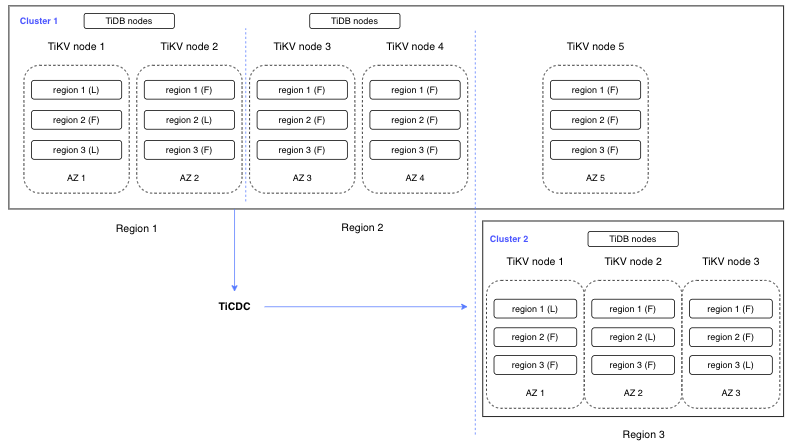 Cluster 1 TiDB nodes TiDB nodes
TiKV node 1 TiKV node 2 TiKV node 3 TiKV node 4 TiKV node 5
region 1 (L) region 1 (F) region 1 (F) region 1 (F) region 1 (F)
region 2 (F) region 2 (L) region 2 (F) region 2 (F) region 2 (F)
region 3 (L) region 3 (F) region 3 (F) region 3 (F) region 3 (F)
AZ 1 AZ 2 AZ 3 AZ 4 AZ 5
Region 1 Region 2
Cluster 2 TiDB nodes
TiKV node 1 TiKV node 2 TiKV node 3
TiCDC
region 1 (L) region 1 (F) region 1 (F)
region 2 (F) region 2 (L) region 2 (F)
region 3 (F) region 3 (F) region 3 (L)
AZ 1 AZ 2 AZ 3
Region 3